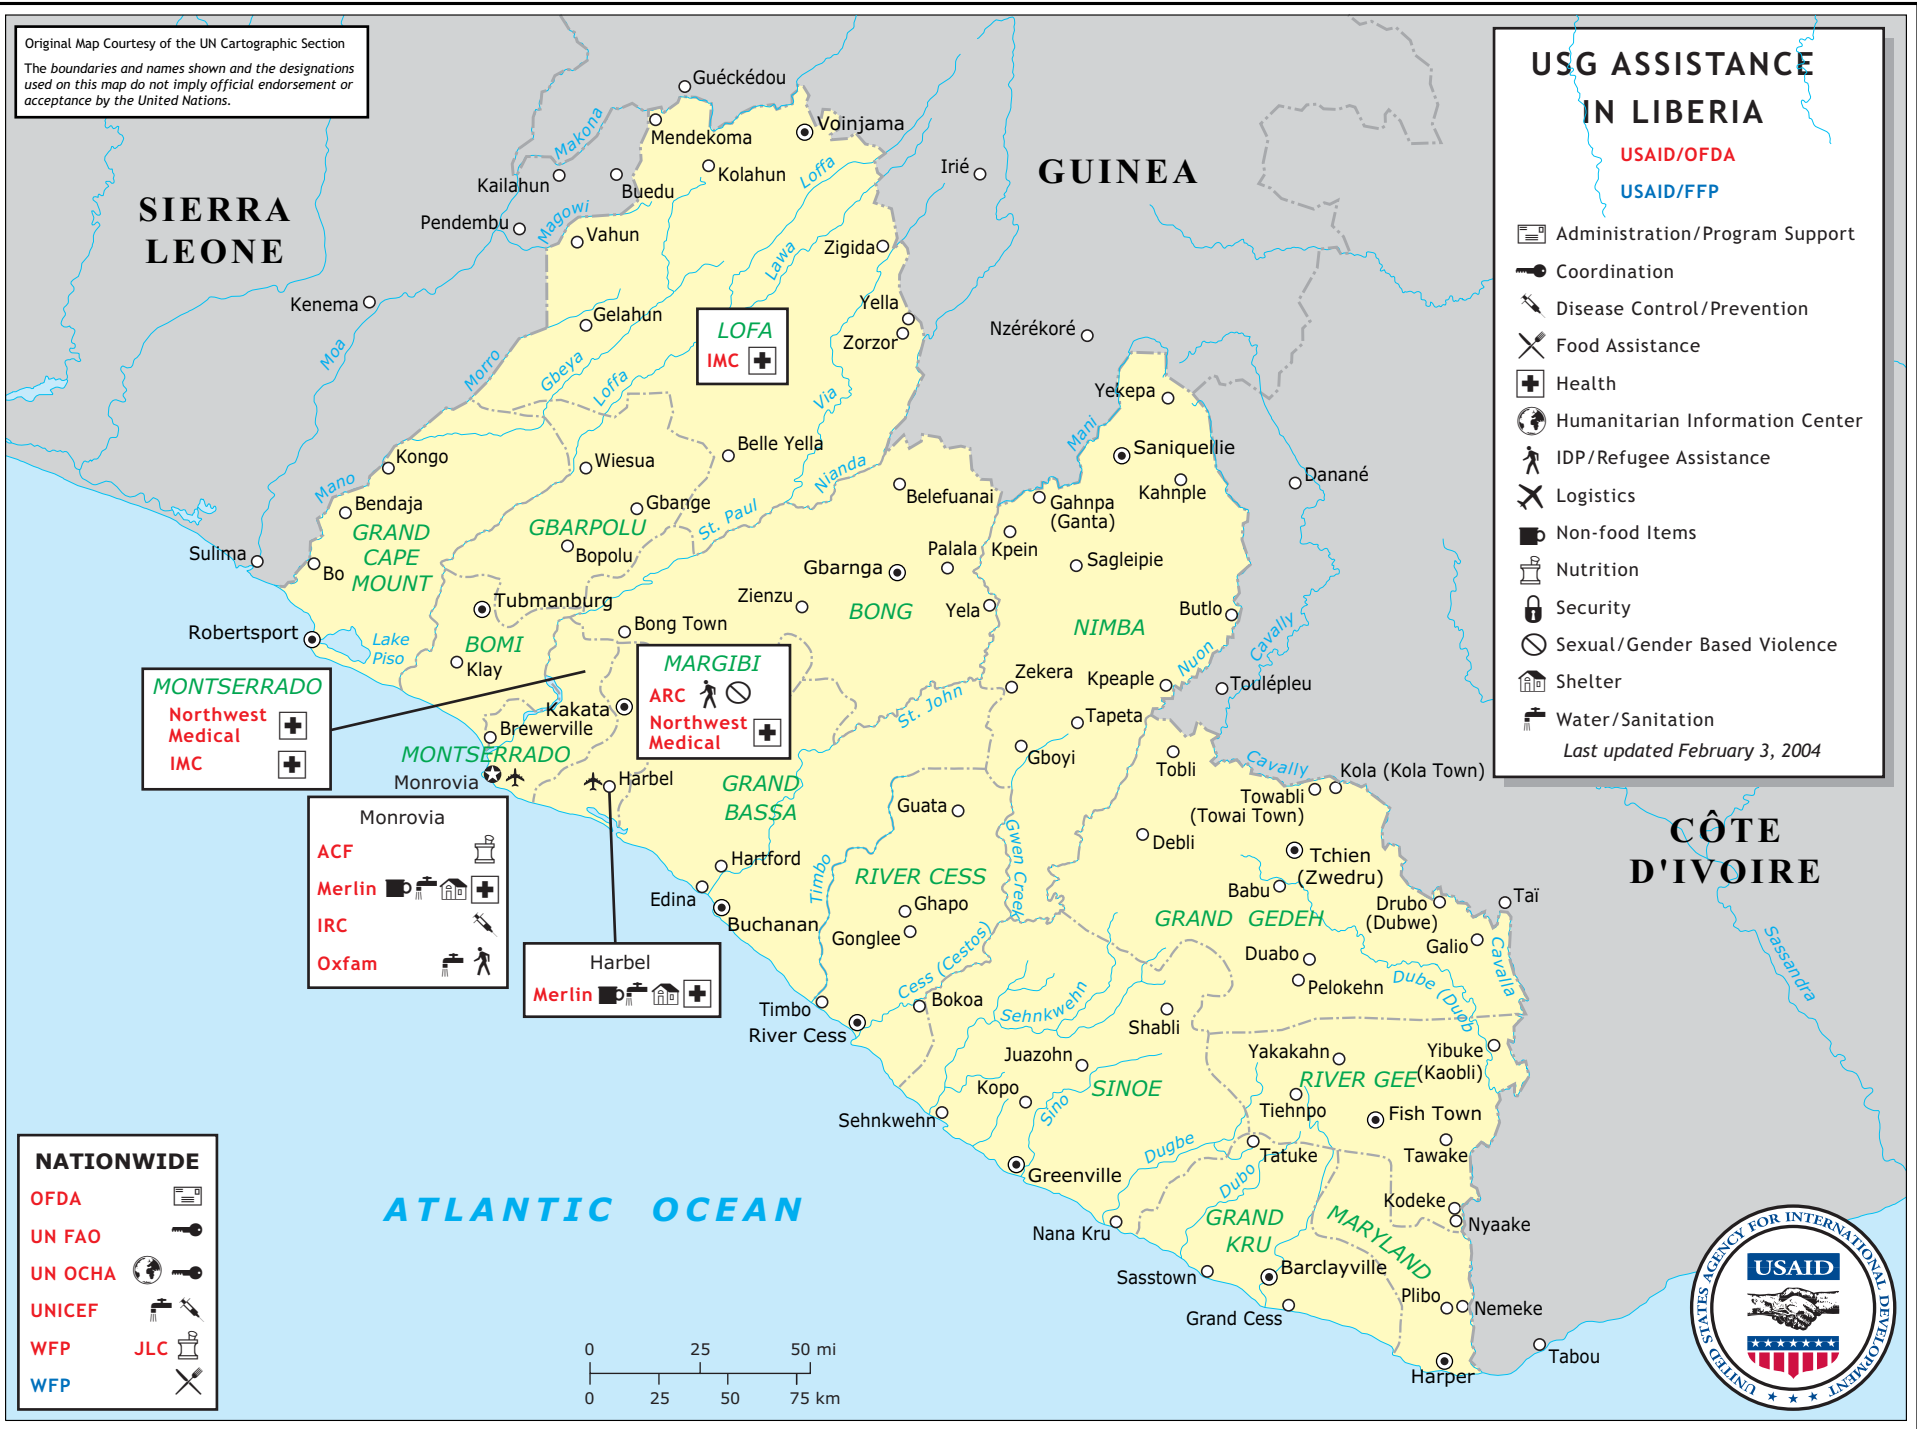 Original Map Courtesy of the UN Cartographic Section
The boundaries and names shown and the designations
used on this map do not imply official endorsement or
acceptance by the United Nations.
USG ASSISTANCE
IN LIBERIA
USAID/OFDA
USAID/FFP
Administration/Program Support
Coordination
Disease Control/Prevention
Food Assistance
Health
Humanitarian Information Center
IDP/Refugee Assistance
Logistics
Non-food Items
Nutrition
Security
Sexual/Gender Based Violence
Shelter
Water/Sanitation
Last updated February 3, 2004
SIERRA
LEONE
GUINEA
CÔTE
D'IVOIRE
Guéckédou
Makona
Mendekoma
Voinjama
Kolahun
Loffa
Irié
Kailahun
Buedu
Pendembu
Magowi
Vahun
Zigida
Lawa
Kenema
Yella
Gelahun
Zorzor
Nzérékoré
LOFA
IMC
Moa
Morro
Gbeya
Loffa
Via
Yekepa
Mani
Saniquellie
Belle Yella
Kongo
Wiesua
Nianda
Danané
Mano
Bendaja
Gbange
St. Paul
Belefuanai
Gahnpa
(Ganta)
Kahnple
GRAND
CAPE
MOUNT
GBARPOLU
Sulima
Bo
Bopolu
Palala
Kpein
Gbarnga
Sagleipie
Tubmanburg
Zienzu
BONG
Yela
Butlo
Robertsport
Lake
Piso
BOMI
Bong Town
NIMBA
Cavally
Klay
Nuon
MONTSERRADO
Northwest
Medical
IMC
MARGIBI
ARC
Northwest
Medical
Zekera
Kpeaple
Toulépleu
Kakata
Brewerville
St. John
Tapeta
MONTSERRADO
Gboyi
Tobli
Cavally
Kola (Kola Town)
Monrovia
Harbel
GRAND
BASSA
Guata
Towabli
(Towai Town)
Monrovia
ACF
Merlin
IRC
Oxfam
Gwen Creek
Debli
Tchien
(Zwedru)
Hartford
Timbo
RIVER CESS
Babu
Edina
Ghapo
GRAND GEDEH
Drubo
(Dubwe)
Taï
Buchanan
Gonglee
Galio
Cavalla
Sassandra
Harbel
Merlin
Cess (Cestos)
Duabo
Dube (Duob
Pelokehn
Timbo
Bokoa
Sehnkwehn
Shabli
River Cess
Juazohn
Yakakahn
Yibuke
(Kaobli)
Kopo
SINOE
RIVER GEE
Sino
Tiehnpo
Fish Town
Sehnkwehn
Dugbe
Tatuke
Tawake
Greenville
Dubo
Kodeke
Nyaake
Nana Kru
GRAND
KRU
MARYLAND
Sasstown
Barclayville
Plibo
Nemeke
Grand Cess
Tabou
Harper
ATLANTIC OCEAN
NATIONWIDE
OFDA
UN FAO
UN OCHA
UNICEF
WFP JLC
WFP
0 25 50 mi
0 25 50 75 km
UNITED STATES AGENCY FOR INTERNATIONAL DEVELOPMENT
USAID